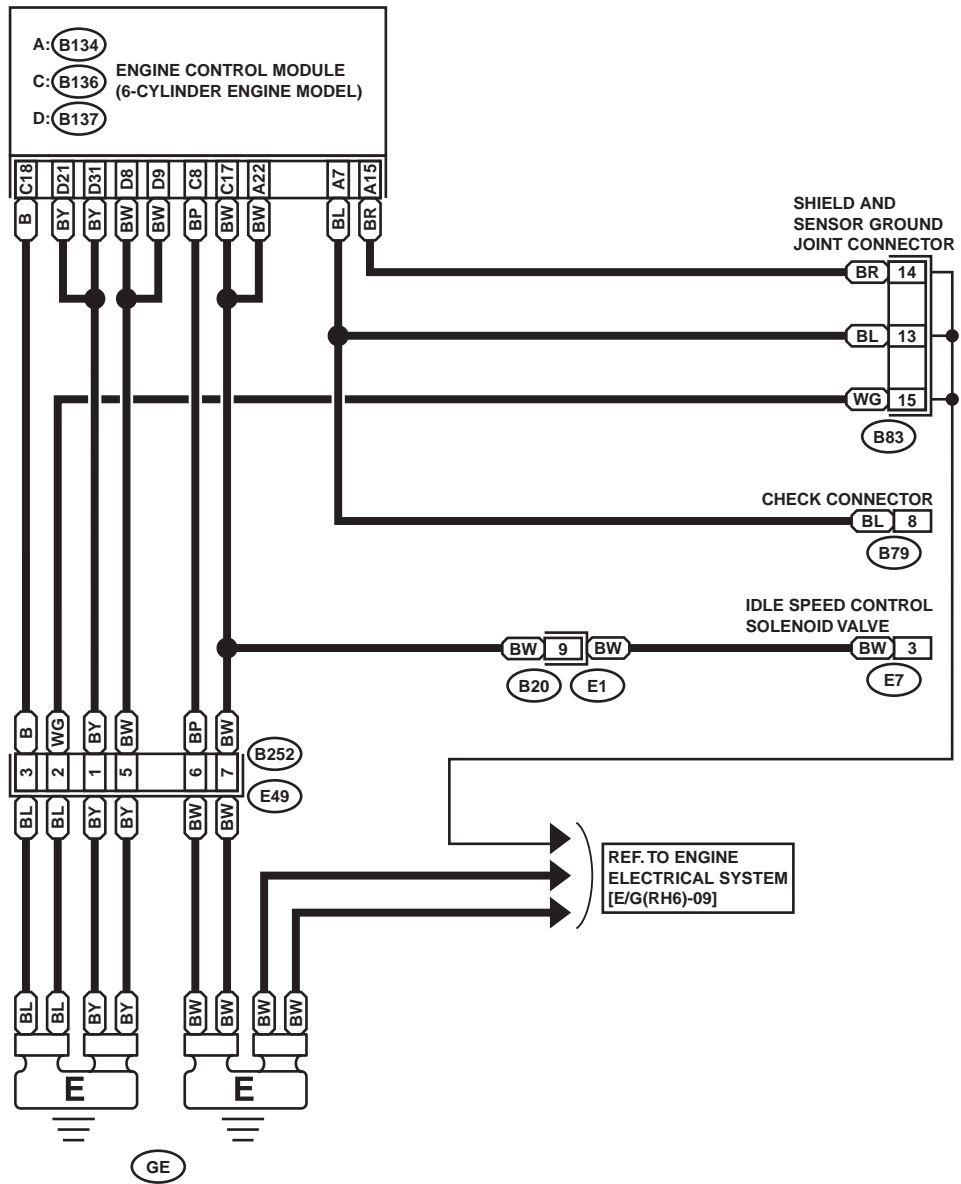 A: B134
C: B136
D: B137
ENGINE CONTROL MODULE
(6-CYLINDER ENGINE MODEL)
C18 D21 D31 D8 D9 C8 C17 A22 A7 A15
B BY BY BW BW BP BW BW BL BR
SHIELD AND
SENSOR GROUND
JOINT CONNECTOR
BR 14
BL 13
WG 15
B83
CHECK CONNECTOR
BL 8
B79
IDLE SPEED CONTROL
SOLENOID VALVE
BW 9 BW
BW 3
B20 E1
E7
B WG BY BW BP BW
B252
3 2 1 5 6 7
E49
BL BL BY BY BW BW
REF. TO ENGINE
ELECTRICAL SYSTEM
[E/G(RH6)-09]
BL BL BY BY BW BW BW BW
E E
GE